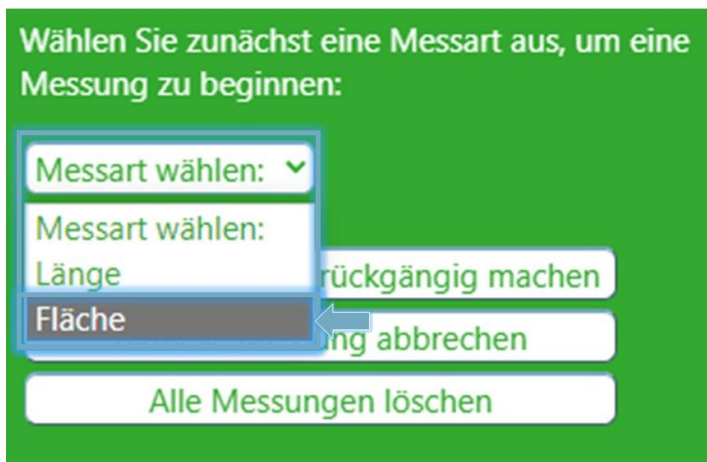 Wählen Sie zunächst eine Messart aus, um eine
Messung zu beginnen:
Messart wählen:
Messart wählen:
Länge
rückgängig machen
Fläche
abbrechen
Alle Messungen löschen